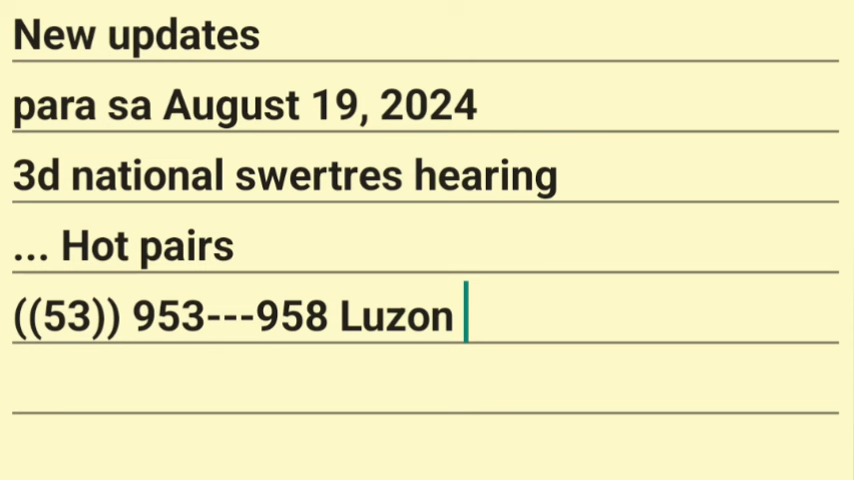 New updates
para sa August 19, 2024
3d national swertres hearing
... Hot pairs
((53)) 953---958 Luzon